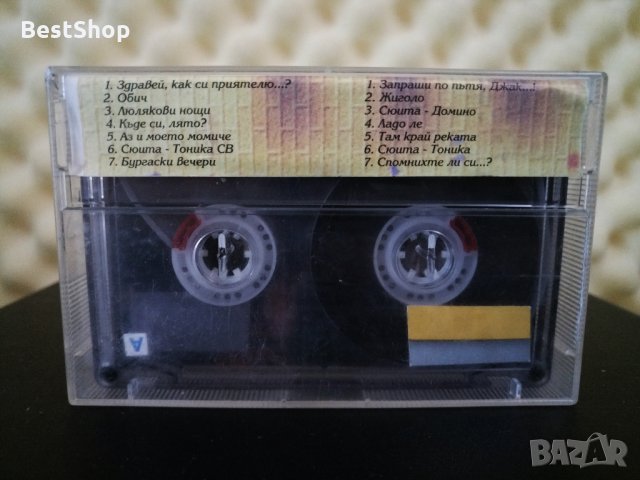 BestShop
1. Здравей, как си приятелю...?
2. Обич
3. Люлякови нощи
4. Къде си, лято?
5. Аз и моето момиче
6. Сюита - Тоника СВ
7. Бургаски вечери
1. Запраши по пътя, Джак...!
2. Жиголо
3. Сюита - Домино
4. Ладо ле
5. Там край реката
6. Сюита - Тоника
7. Спомнихте ли си...?
A
BAZAR